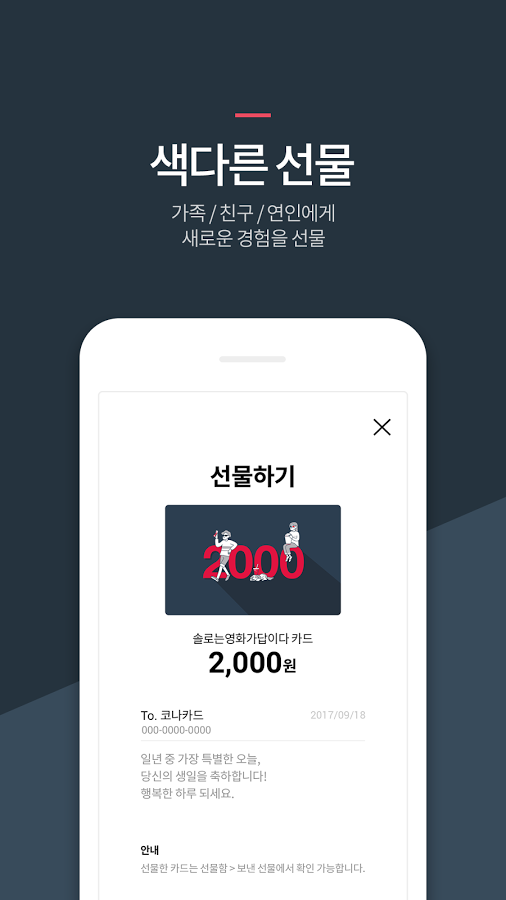 색다른 선물
가족 / 친구 / 연인에게
새로운 경험을 선물
선물하기
2000
솔로는영화가답이다 카드
2,000원
To. 코나카드
2017/09/18
000-0000-0000
일년 중 가장 특별한 오늘,
당신의 생일을 축하합니다!
행복한 하루 되세요.
안내
선물한 카드는 선물함 > 보낸 선물에서 확인 가능합니다.